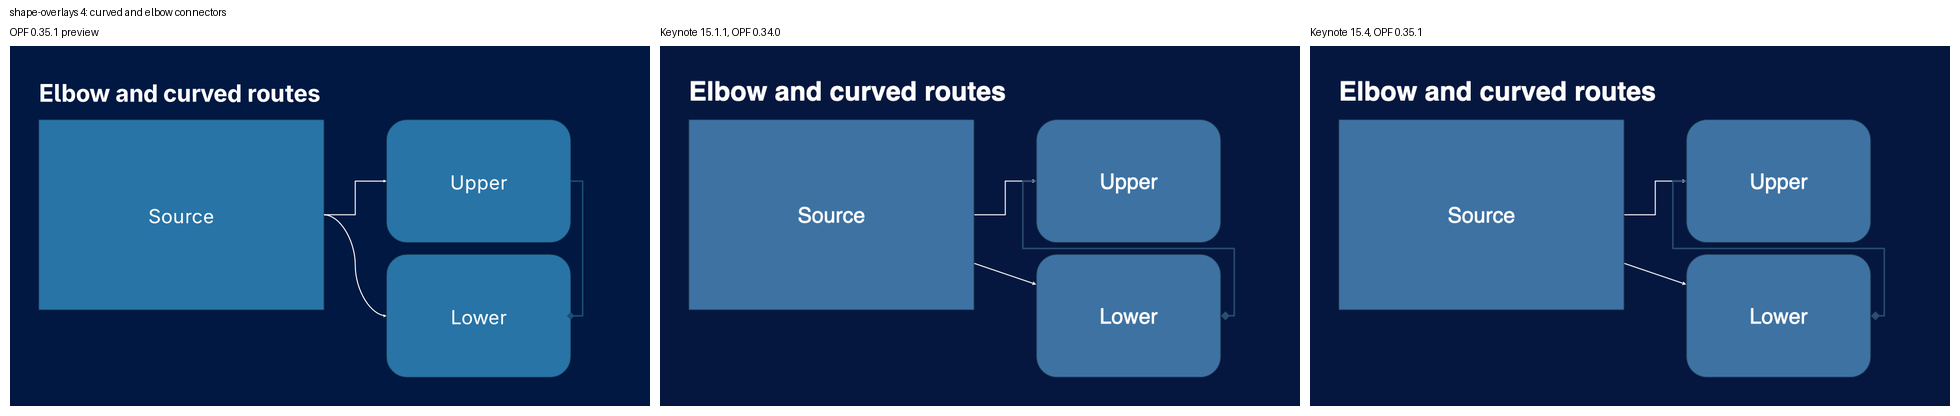 shape-overlays 4: curved and elbow connectors
OPF 0.35.1 preview
Keynote 15.1.1, OPF 0.34.0
Keynote 15.4, OPF 0.35.1
Elbow and curved routes
Source
Upper
Lower
Elbow and curved routes
Source
Upper
Lower
Elbow and curved routes
Source
Upper
Lower